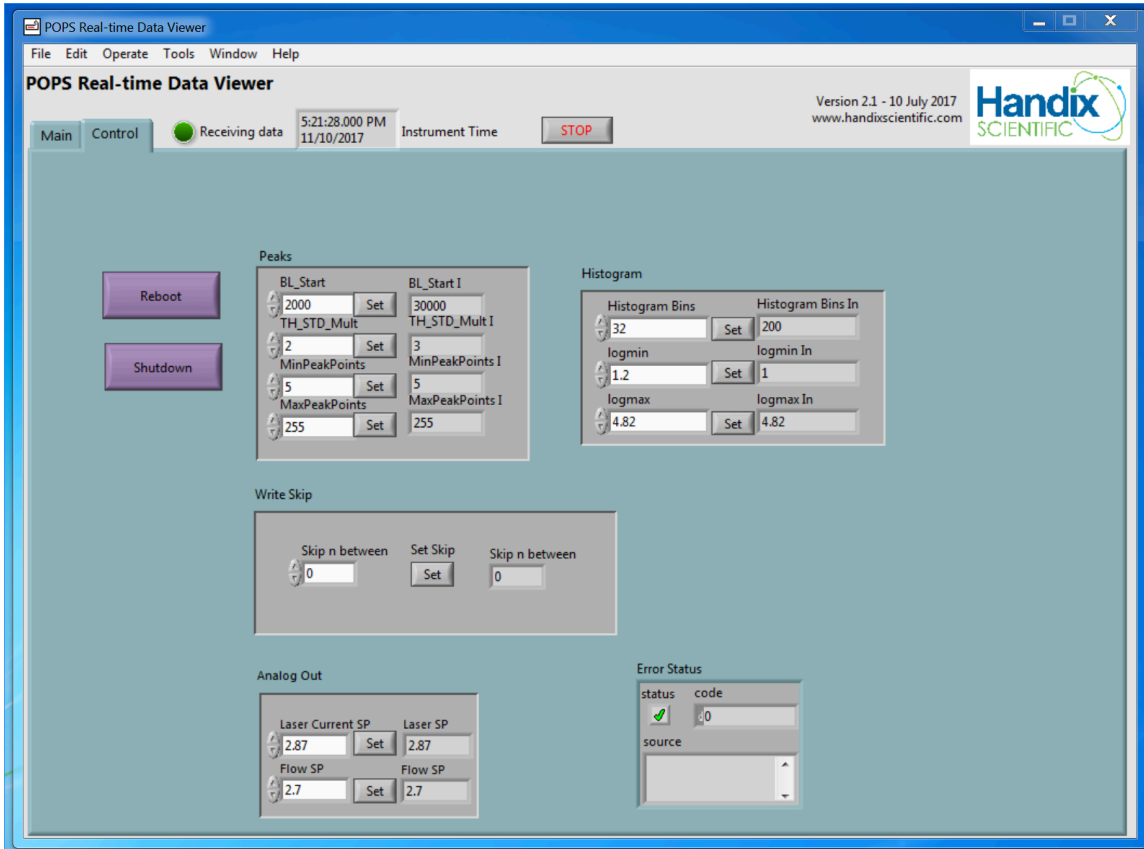 POPS Real-time Data Viewer
File Edit Operate Tools Window Help
POPS Real-time Data Viewer
Version 2.1 - 10 July 2017
www.handixscientific.com
Handix
SCIENTIFIC
Main Control Receiving data 5:21:28.000 PM
11/10/2017 Instrument Time STOP
Reboot
Shutdown
Peaks
BL_Start BL_Start I
2000 Set 30000
TH_STD_Mult TH_STD_Mult I
2 Set 3
MinPeakPoints MinPeakPoints I
5 Set 5
MaxPeakPoints MaxPeakPoints I
255 Set 255
Histogram
Histogram Bins Histogram Bins In
32 Set 200
logmin logmin In
1.2 Set 1
logmax logmax In
4.82 Set 4.82
Write Skip
Skip n between Set Skip Skip n between
0 Set 0
Analog Out
Laser Current SP Laser SP
2.87 Set 2.87
Flow SP Flow SP
2.7 Set 2.7
Error Status
status code
0
source